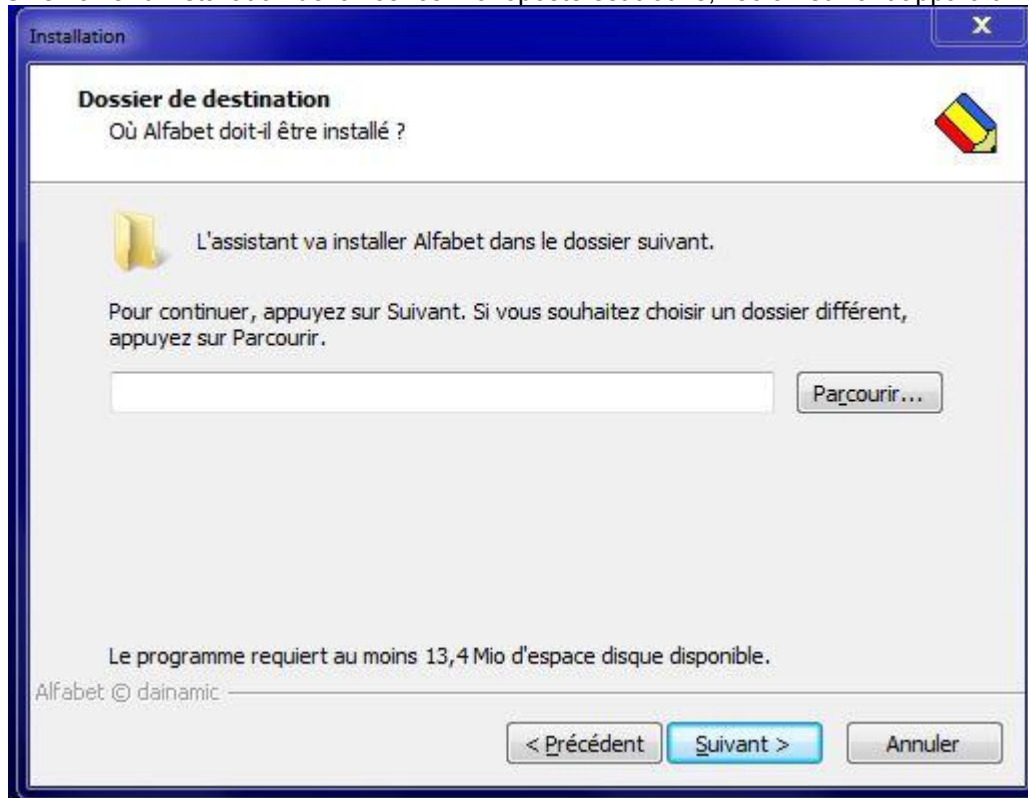 Installation
X
Dossier de destination
Où Alfabet doit-il être installé ?
L'assistant va installer Alfabet dans le dossier suivant.
Pour continuer, appuyez sur Suivant. Si vous souhaitez choisir un dossier différent,
appuyez sur Parcourir.
Parcourir...
Le programme requiert au moins 13,4 Mio d'espace disque disponible.
Alfabet © dainamic
< Précédent
Suivant >
Annuler